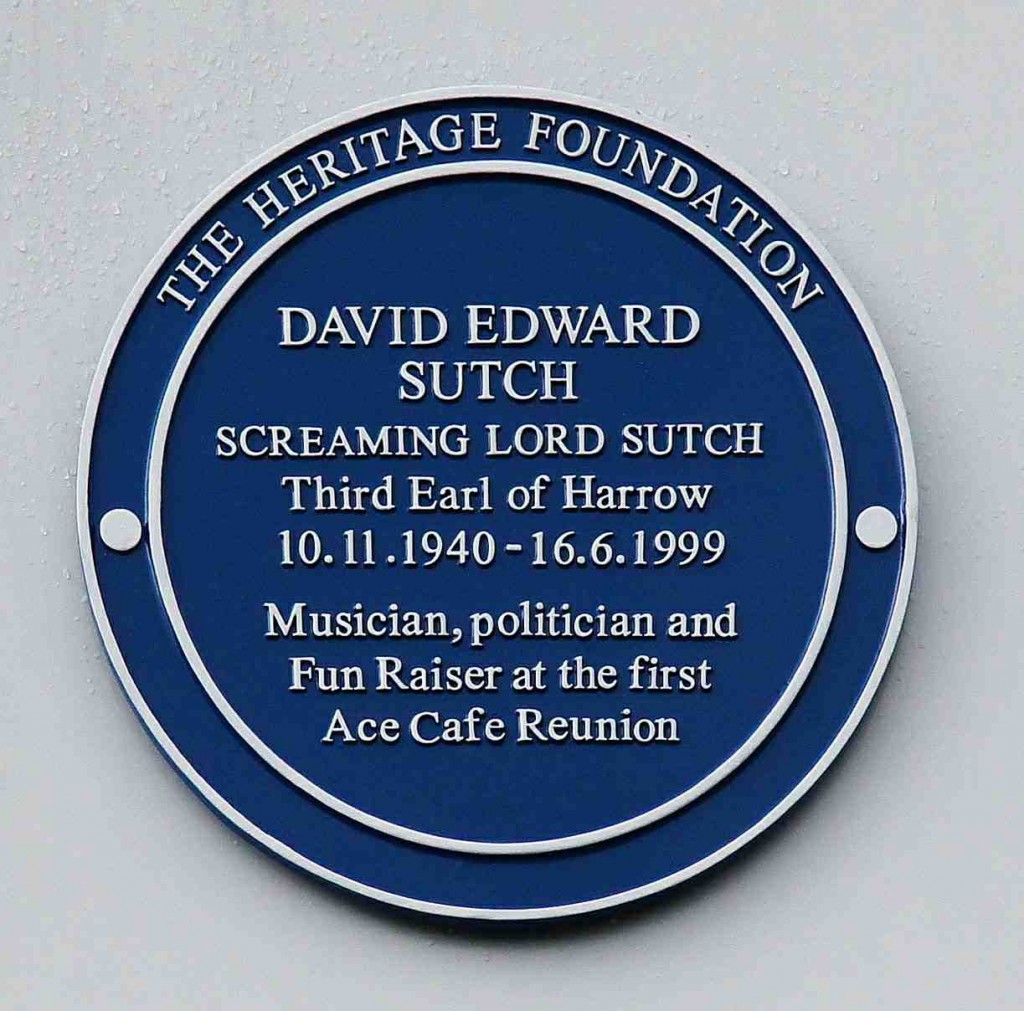 THE HERITAGE FOUNDATION
DAVID EDWARD
SUTCH
SCREAMING LORD SUTCH
Third Earl of Harrow
10.11.1940-16.6.1999
Musician, politician and
Fun Raiser at the first
Ace Cafe Reunion